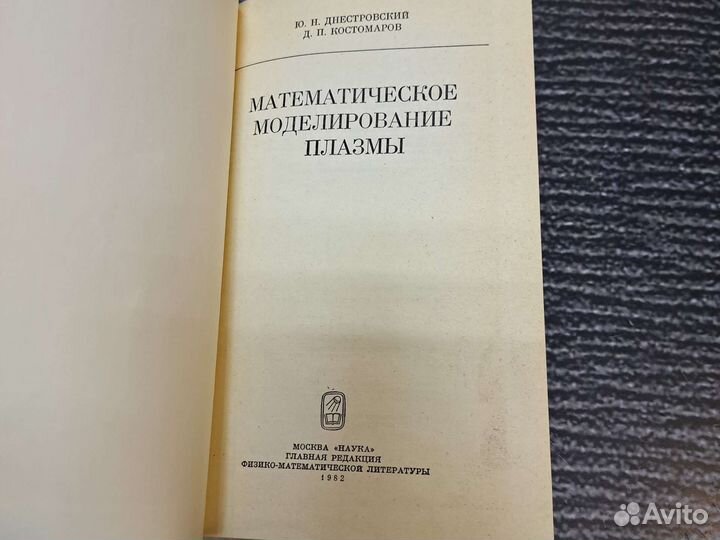 Ю. Н. ДНЕСТРОВСКИЙ
Д. П. КОСТОМАРОВ
МАТЕМАТИЧЕСКОЕ
МОДЕЛИРОВАНИЕ
ПЛАЗМЫ
МОСКВА «НАУКА»
ГЛАВНАЯ РЕДАКЦИЯ
ФИЗИКО-МАТЕМАТИЧЕСКОЙ ЛИТЕРАТУРЫ
1982
Avito